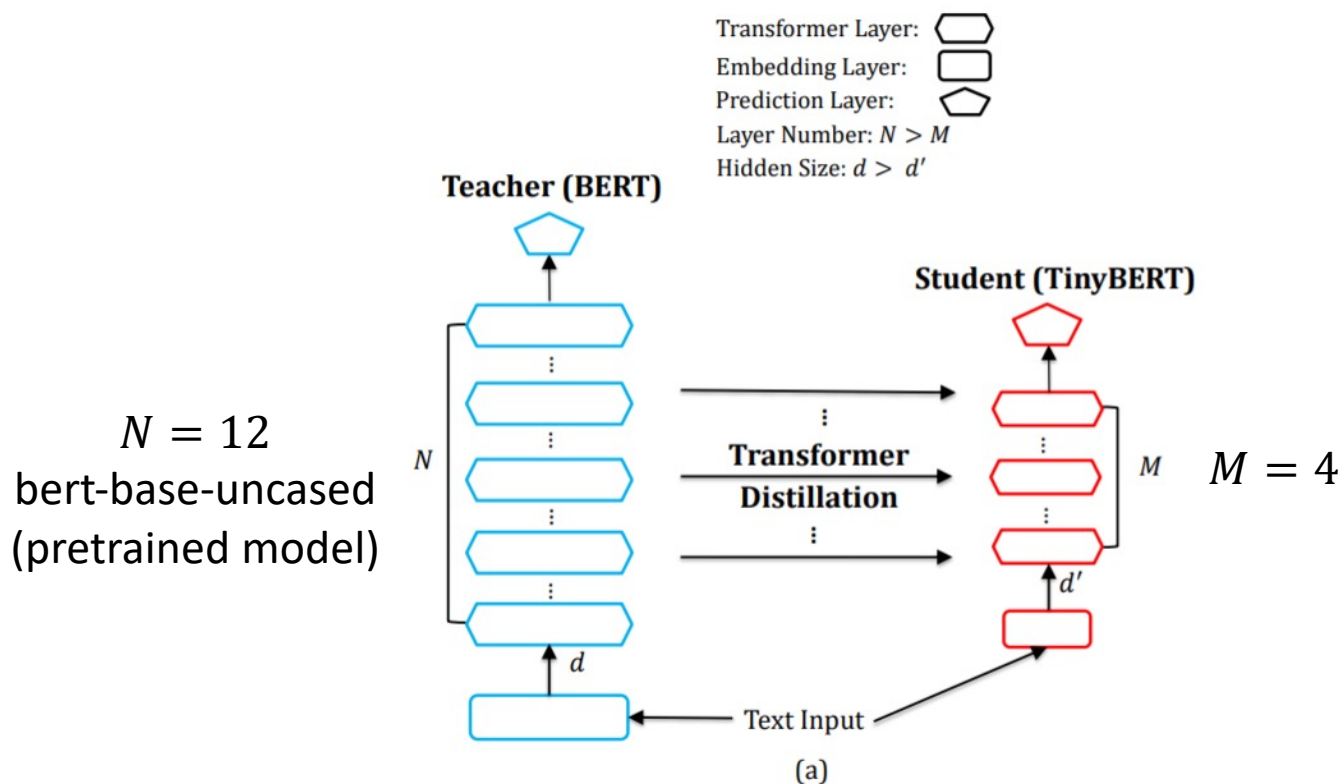 Transformer Layer:
Embedding Layer:
Prediction Layer:
Layer Number: N > M
Hidden Size: d > d′
Teacher (BERT)
Student (TinyBERT)
N = 12
bert-base-uncased
(pretrained model)
N
⋮
⋮
⋮
⋮
⋮
Transformer
Distillation
⋮
⋮
⋮
M
M = 4
d
d′
Text Input
(a)